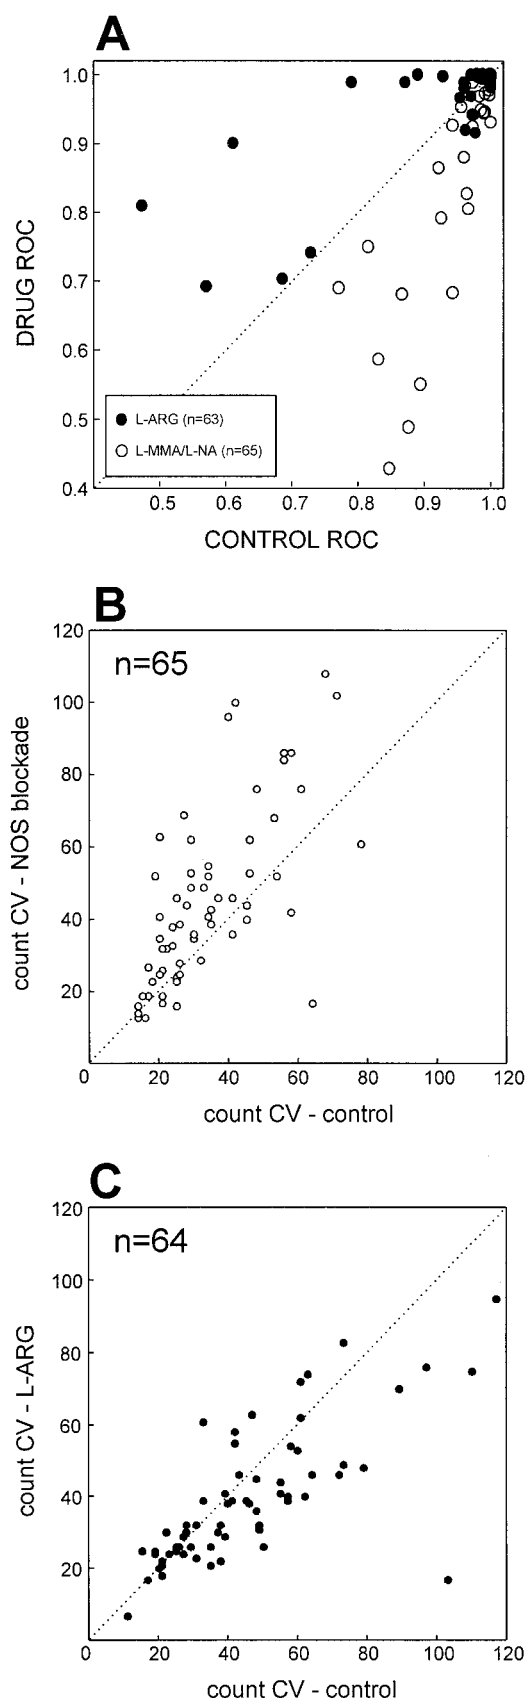 A
1.0
0.9
0.8
0.7
0.6
0.5
0.4
DRUG ROC
L-ARG (n=63)
L-MMA/L-NA (n=65)
0.5 0.6 0.7 0.8 0.9 1.0
CONTROL ROC
B
n=65
120
100
80
60
40
20
count CV - NOS blockade
0 20 40 60 80 100 120
count CV - control
C
n=64
120
100
80
60
40
20
count CV - L-ARG
0 20 40 60 80 100 120
count CV - control